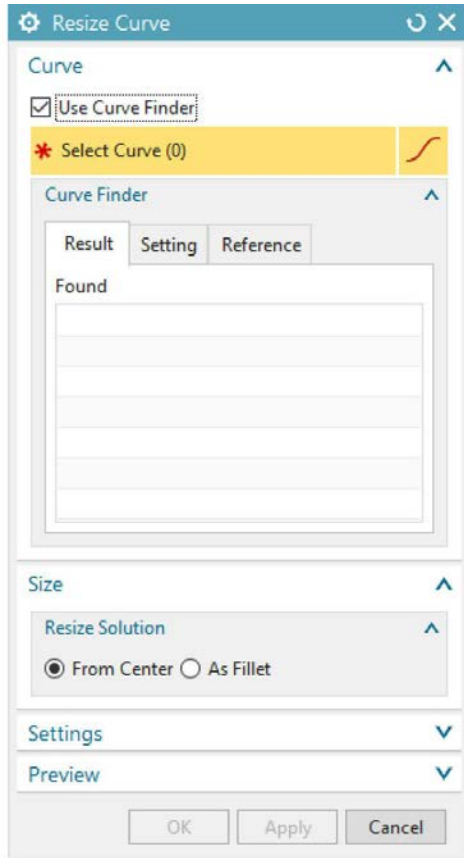 Resize Curve
Curve
Use Curve Finder
* Select Curve (0)
Curve Finder
Result Setting Reference
Found
Size
Resize Solution
From Center As Fillet
Settings
Preview
OK Apply Cancel